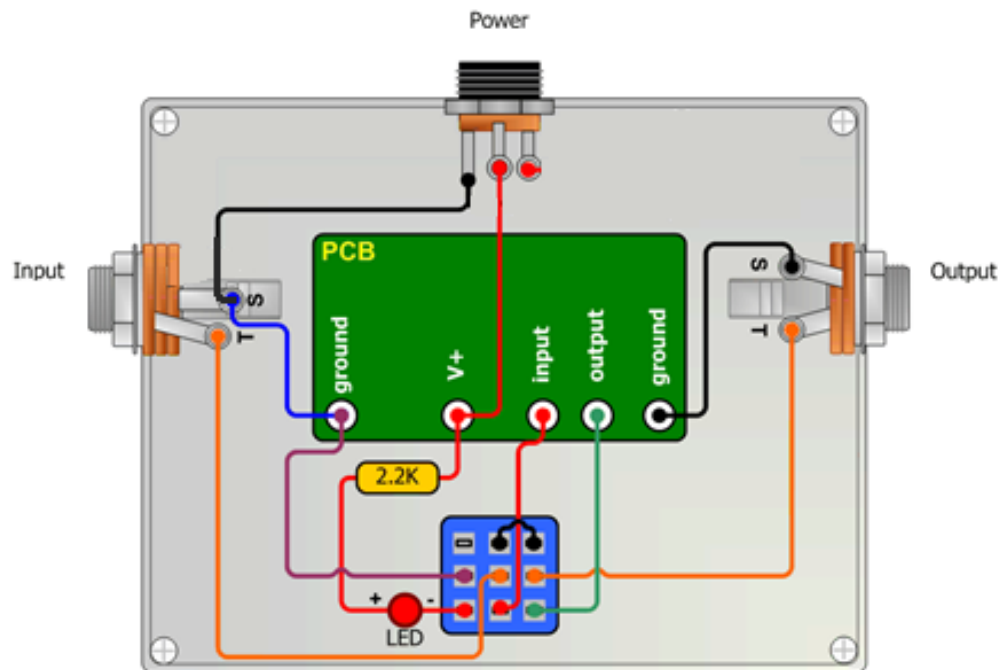 Power
PCB
Input
S
T
S
T
Output
ground
V+
input
output
ground
2.2K
+
-
LED